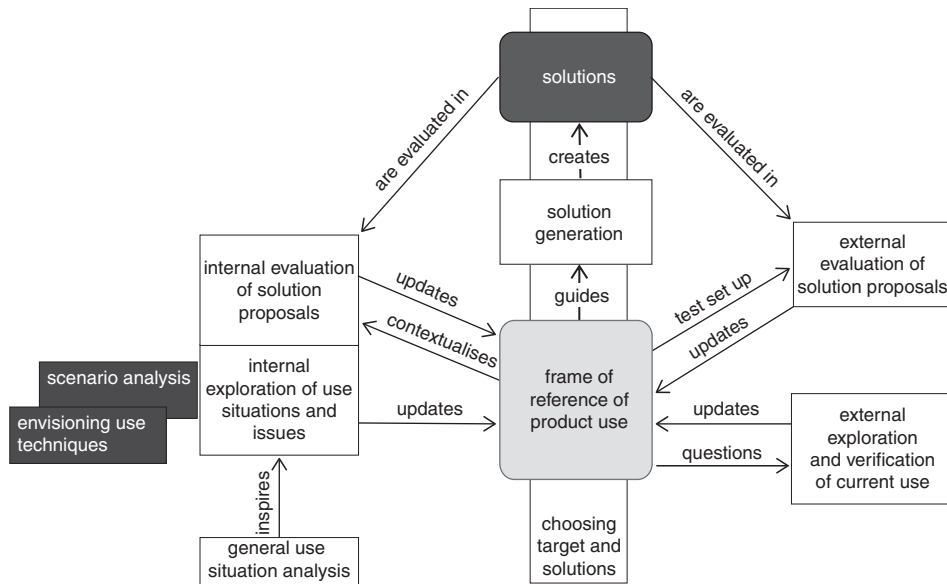 solutions
are evaluated in
are evaluated in
creates
solution
generation
guides
internal evaluation
of solution
proposals
updates
contextualises
external
evaluation of
solution proposals
test set up
updates
scenario analysis
envisioning use
techniques
internal
exploration of use
situations and
issues
updates
frame of
reference of
product use
updates
questions
external
exploration
and verification
of current use
inspires
general use
situation analysis
choosing
target and
solutions